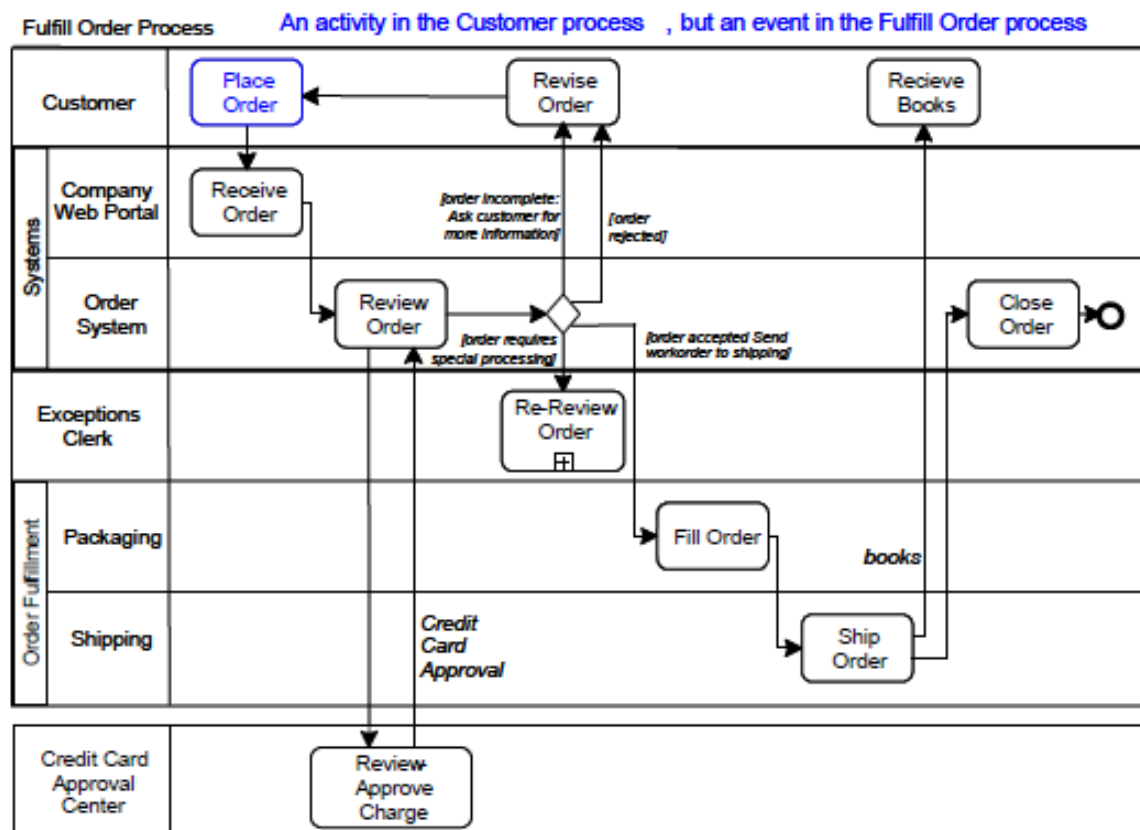 Fulfill Order Process
An activity in the Customer process , but an event in the Fulfill Order process
Customer
Place
Order
Revise
Order
Recieve
Books
Systems
Company
Web Portal
Receive
Order
[order incomplete:
Ask customer for
more information]
[order
rejected]
Order
System
Review
Order
[order requires
special processing]
[order accepted Send
workorder to shipping]
Close
Order
Exceptions
Clerk
Re-Review
Order
Order Fulfillment
Packaging
Fill Order
books
Shipping
Credit
Card
Approval
Ship
Order
Credit Card
Approval
Center
Review-
Approve
Charge